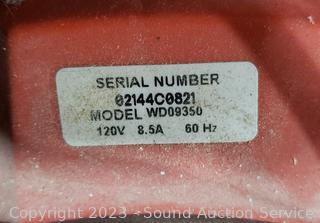 SERIAL NUMBER
02144C0821
MODEL WD09350
120V 8.5A 60 Hz
Copyright 2023 - Sound Auction Service